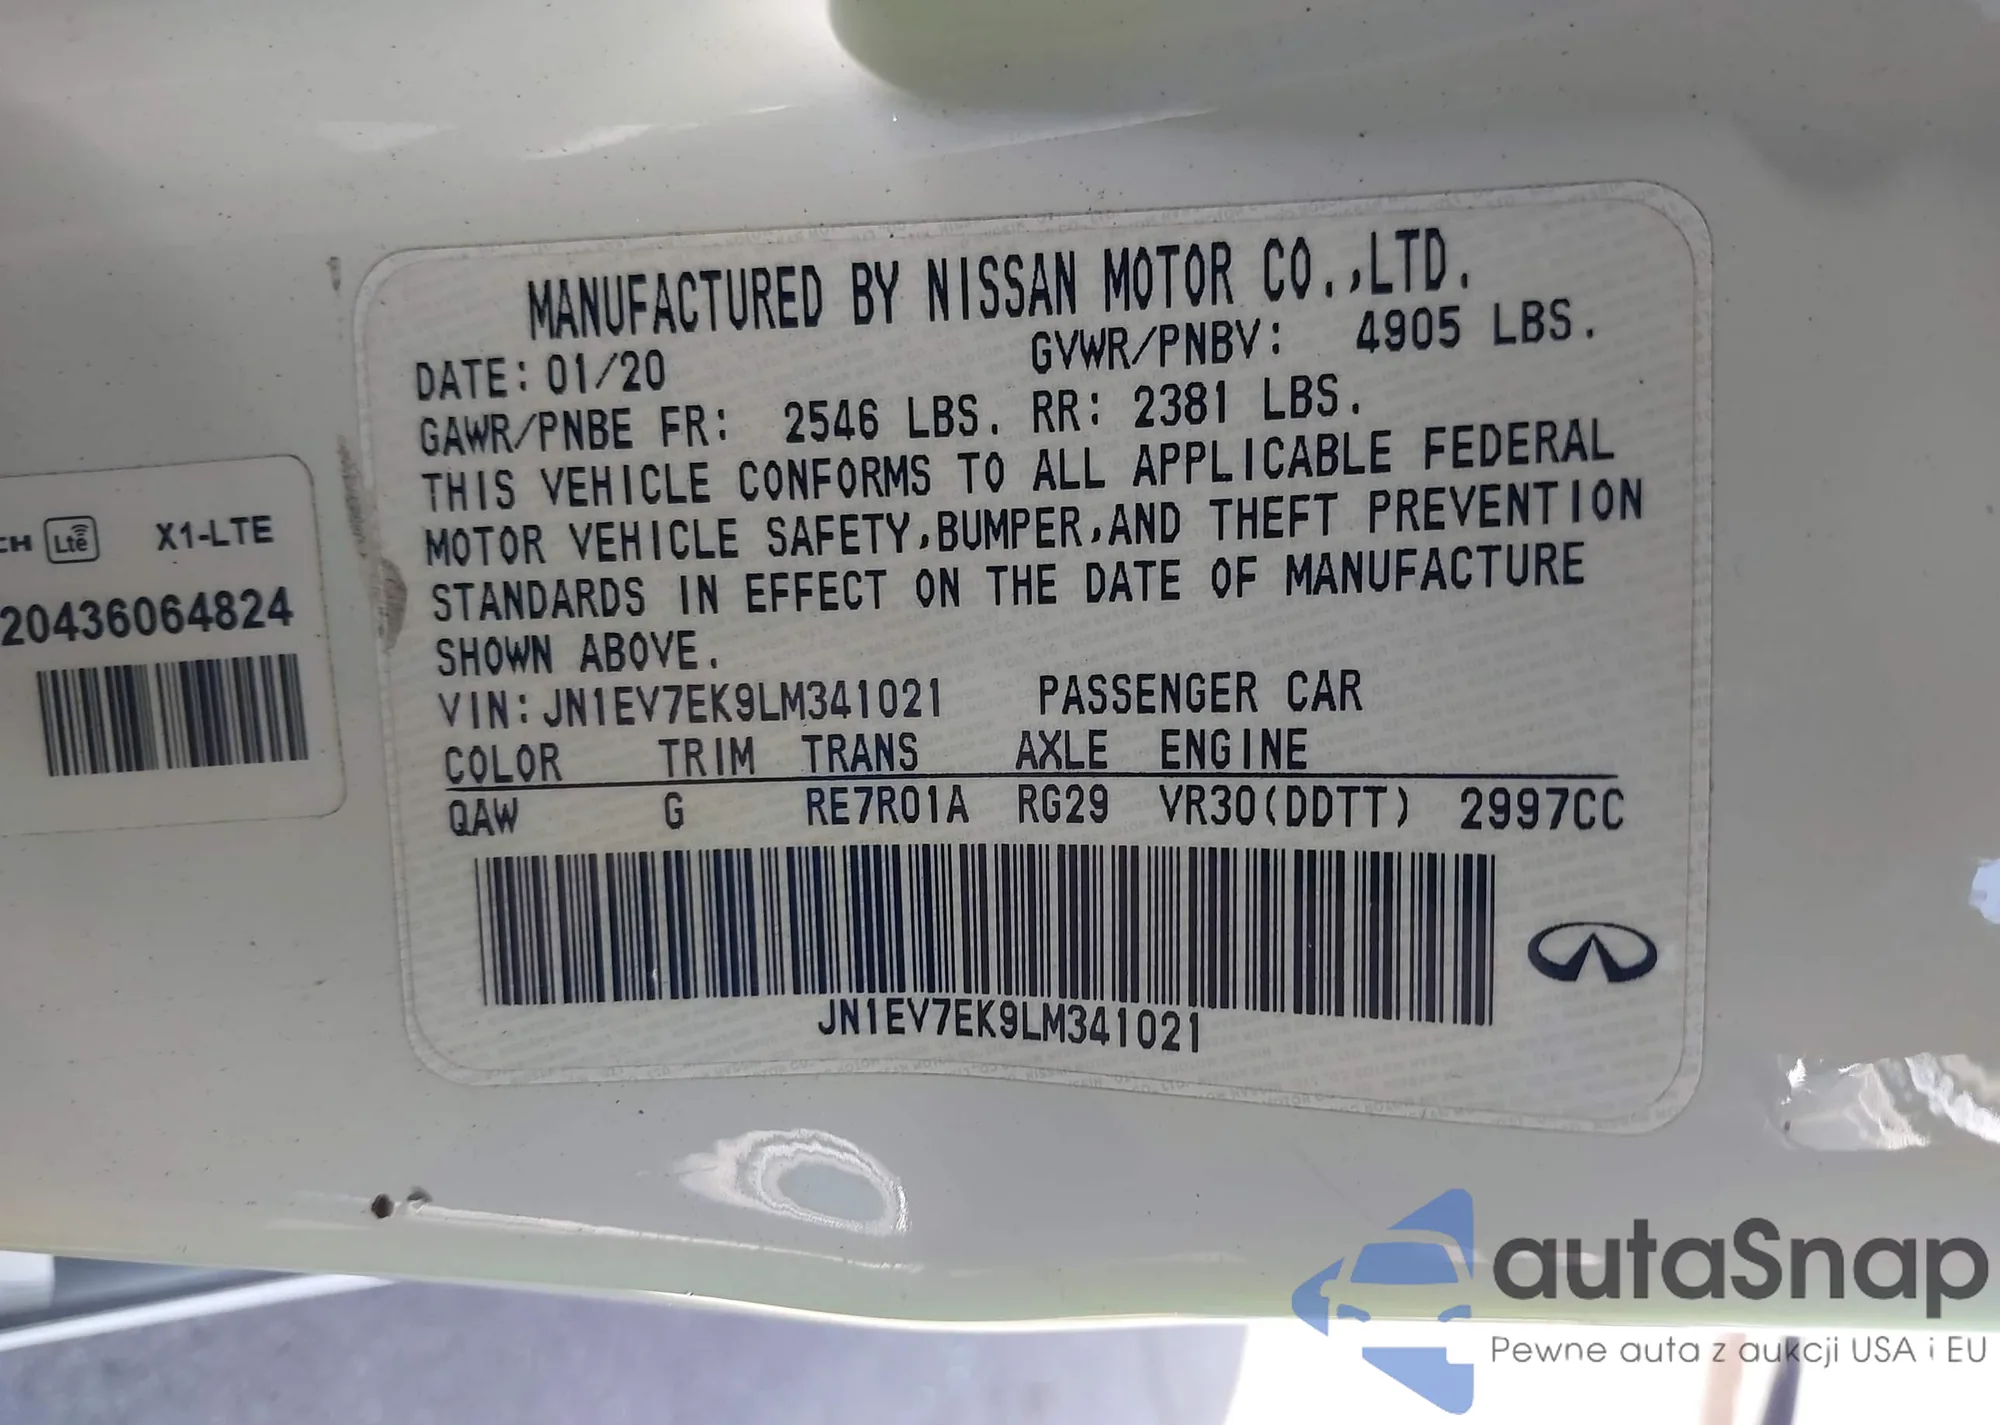 MANUFACTURED BY NISSAN MOTOR CO.,LTD.
DATE: 01/20 GVWR/PNBV: 4905 LBS.
GAWR/PNBE FR: 2546 LBS. RR: 2381 LBS.
THIS VEHICLE CONFORMS TO ALL APPLICABLE FEDERAL
MOTOR VEHICLE SAFETY,BUMPER,AND THEFT PREVENTION
STANDARDS IN EFFECT ON THE DATE OF MANUFACTURE
SHOWN ABOVE.
VIN: JN1EV7EK9LM341021 PASSENGER CAR
COLOR TRIM TRANS AXLE ENGINE
QAW G RE7R01A RG29 VR30(DDTT) 2997CC
JN1EV7EK9LM341021
CH Lte X1-LTE
20436064824
autaSnap
Pewne auta z aukcji USA i EU